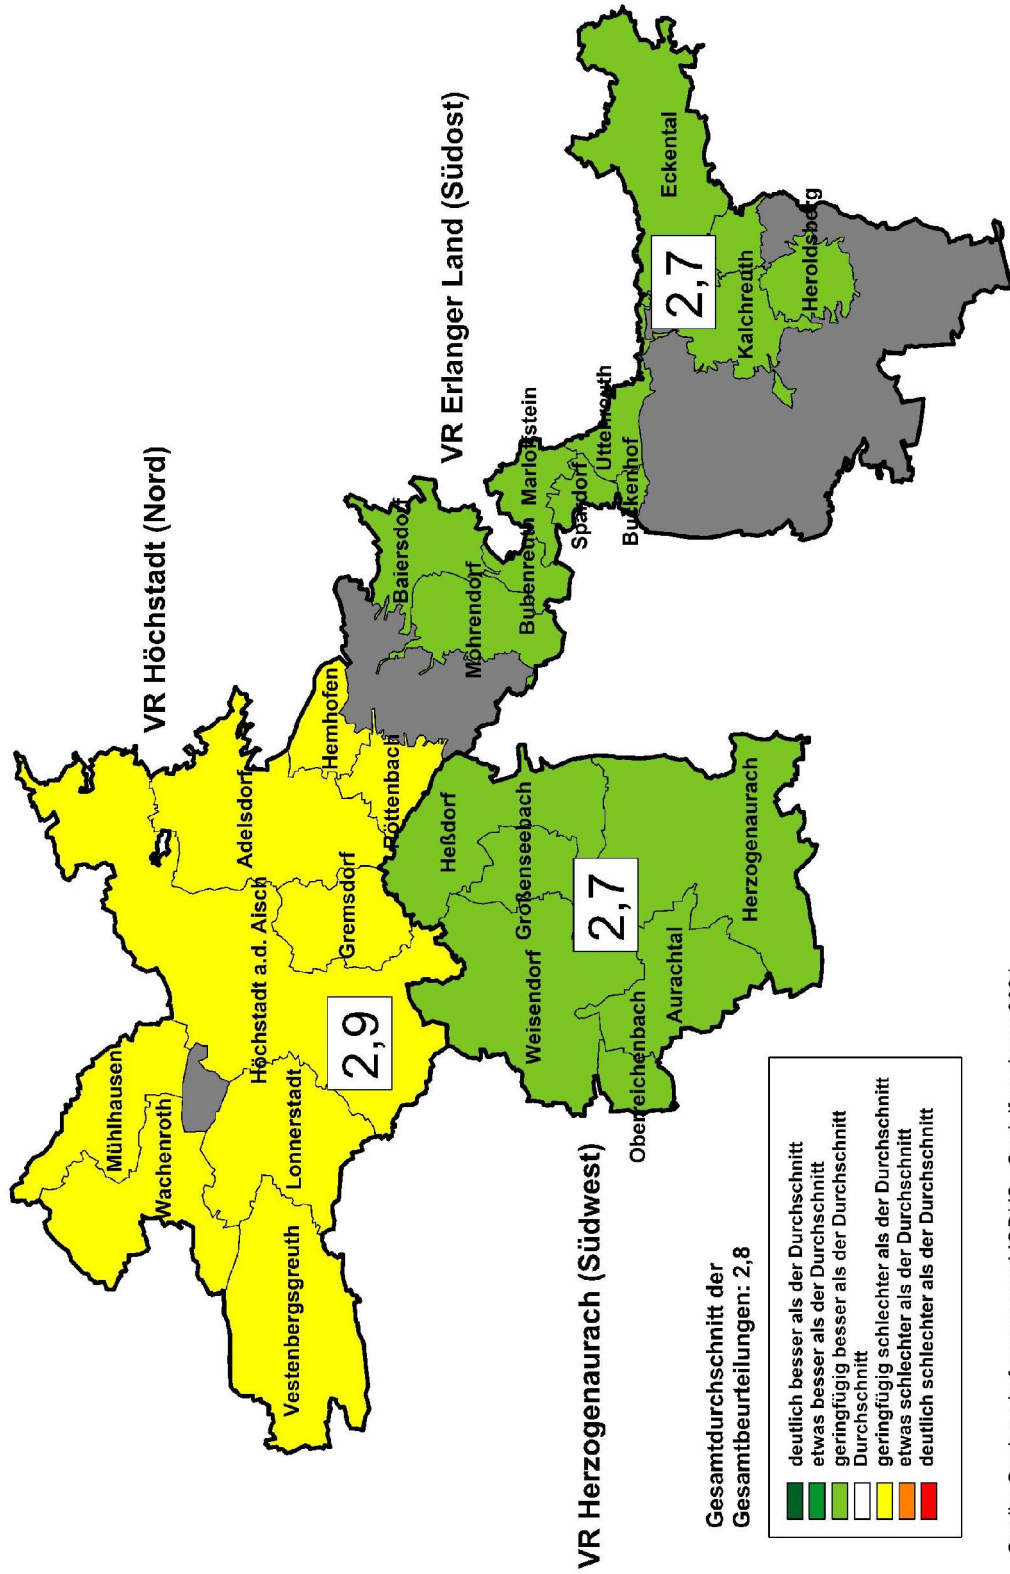 VR Höchstadt (Nord)
VR Erlanger Land (Südost)
VR Herzogenaurach (Südwest)
Mühlhausen
Wachenroth
Vestenbergsgreuth
Lonnerstadt
Höchstadt a.d. Aisch
Adelsdorf
Gremsdorf
Hemhofen
Röttenbach
2,9
Heßdorf
Großenseebach
Weisendorf
2,7
Oberreichenbach
Aurachtal
Herzogenaurach
Baiersdorf
Möhrendorf
Bubenreuth
Marloffstein
Spardorf
Uttenreuth
Buckenhof
Eckental
2,7
Kalchreuth
Heroldsberg
Gesamtdurchschnitt der
Gesamtbeurteilungen: 2,8
deutlich besser als der Durchschnitt
etwas besser als der Durchschnitt
geringfügig besser als der Durchschnitt
Durchschnitt
geringfügig schlechter als der Durchschnitt
etwas schlechter als der Durchschnitt
deutlich schlechter als der Durchschnitt